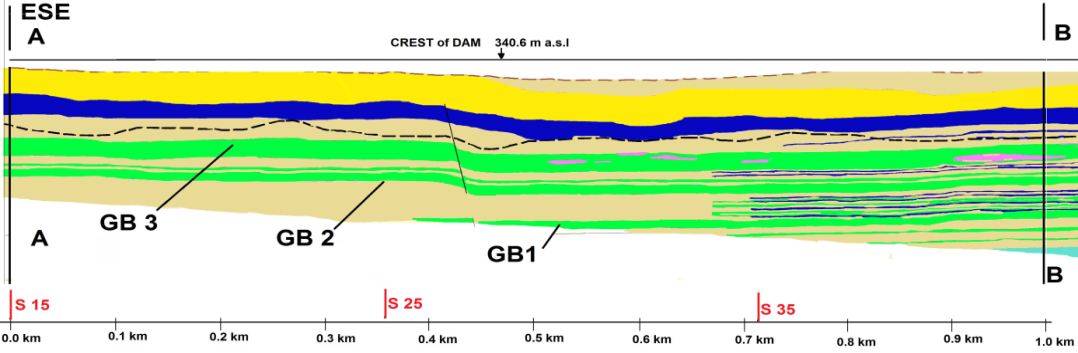 ESE
A
B
CREST of DAM 340.6 m a.s.l
GB 3
GB 2
GB1
A
B
S 15
S 25
S 35
0.0 km 0.1 km 0.2 km 0.3 km 0.4 km 0.5 km 0.6 km 0.7 km 0.8 km 0.9 km 1.0 km